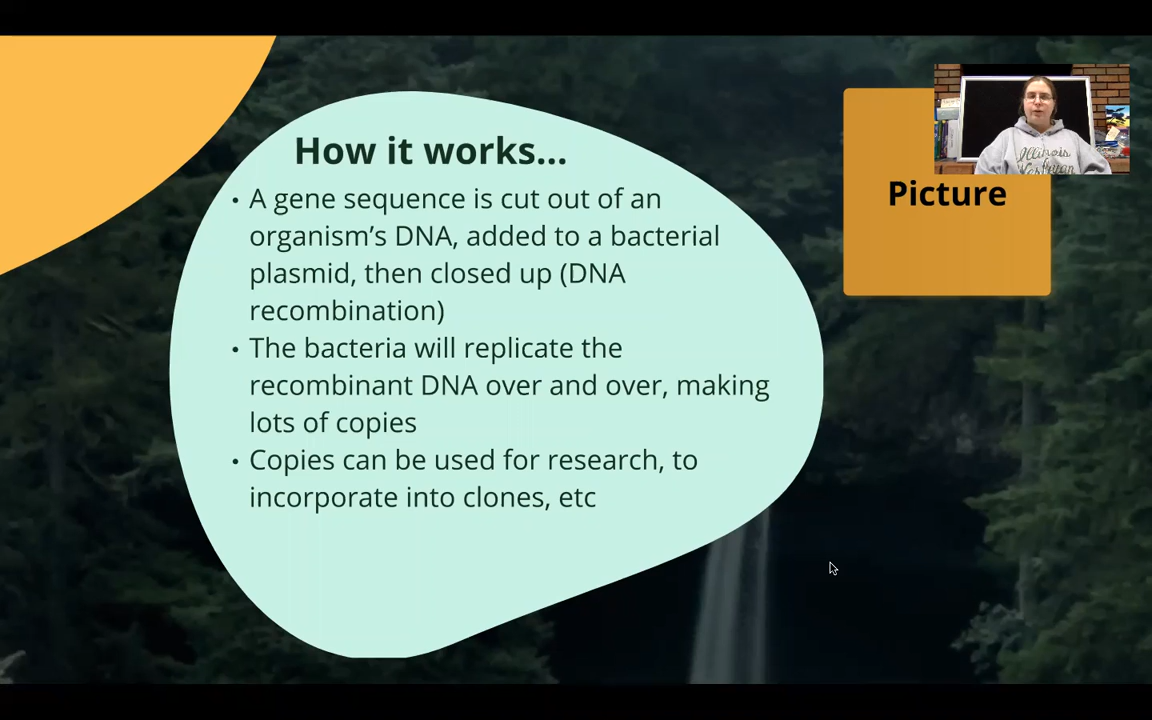 How it works...
• A gene sequence is cut out of an
organism's DNA, added to a bacterial
plasmid, then closed up (DNA
recombination)
• The bacteria will replicate the
recombinant DNA over and over, making
lots of copies
• Copies can be used for research, to
incorporate into clones, etc
Picture
Illinois
Wesleyan